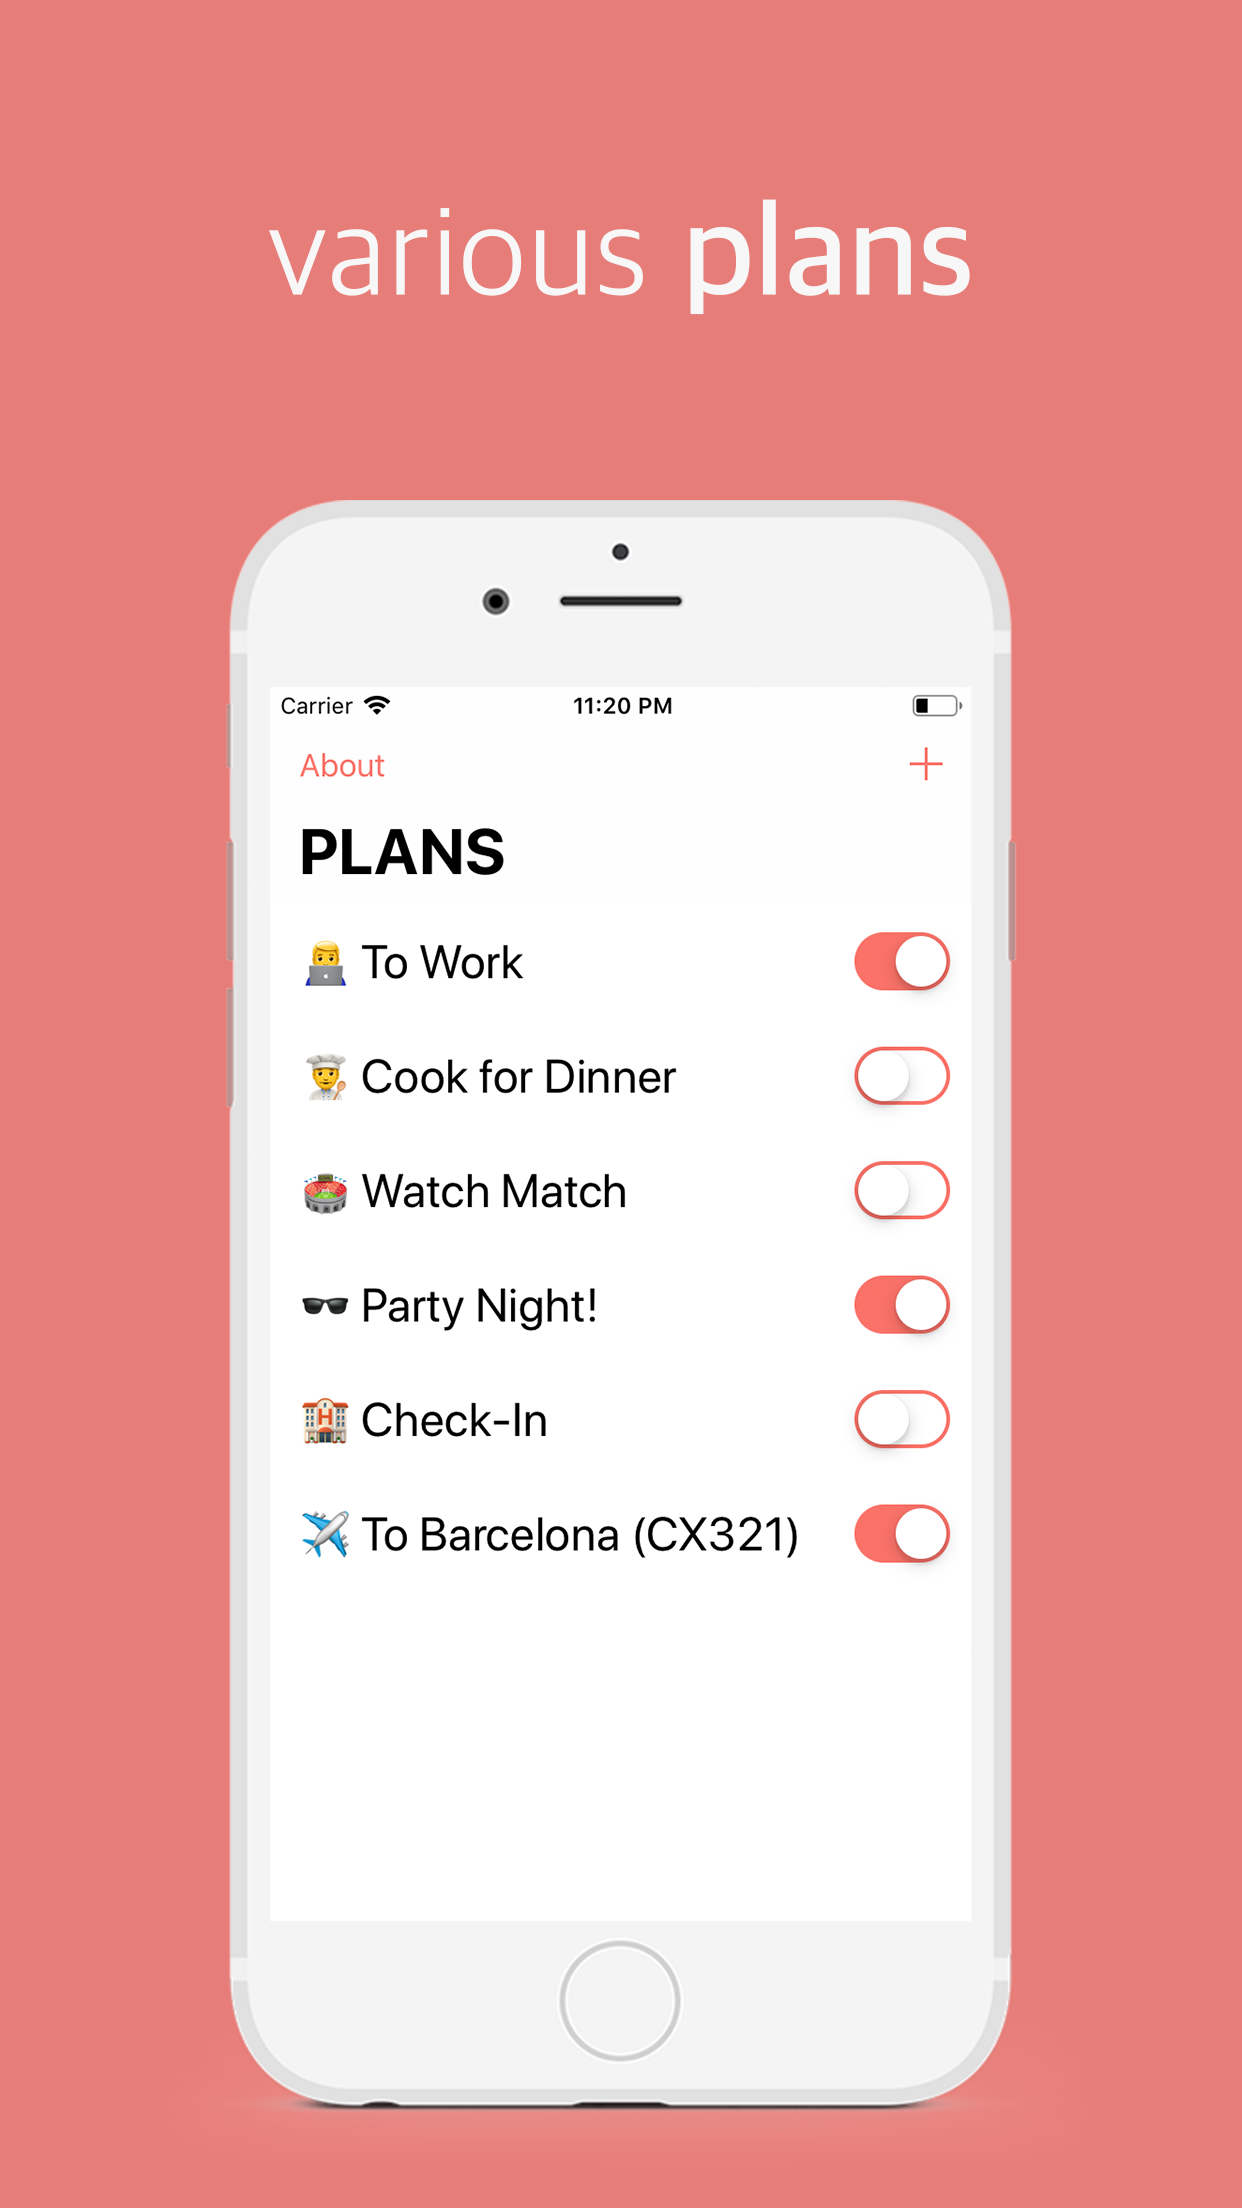 various plans
Carrier 11:20 PM
About +
PLANS
To Work
Cook for Dinner
Watch Match
Party Night!
Check-In
To Barcelona (CX321)